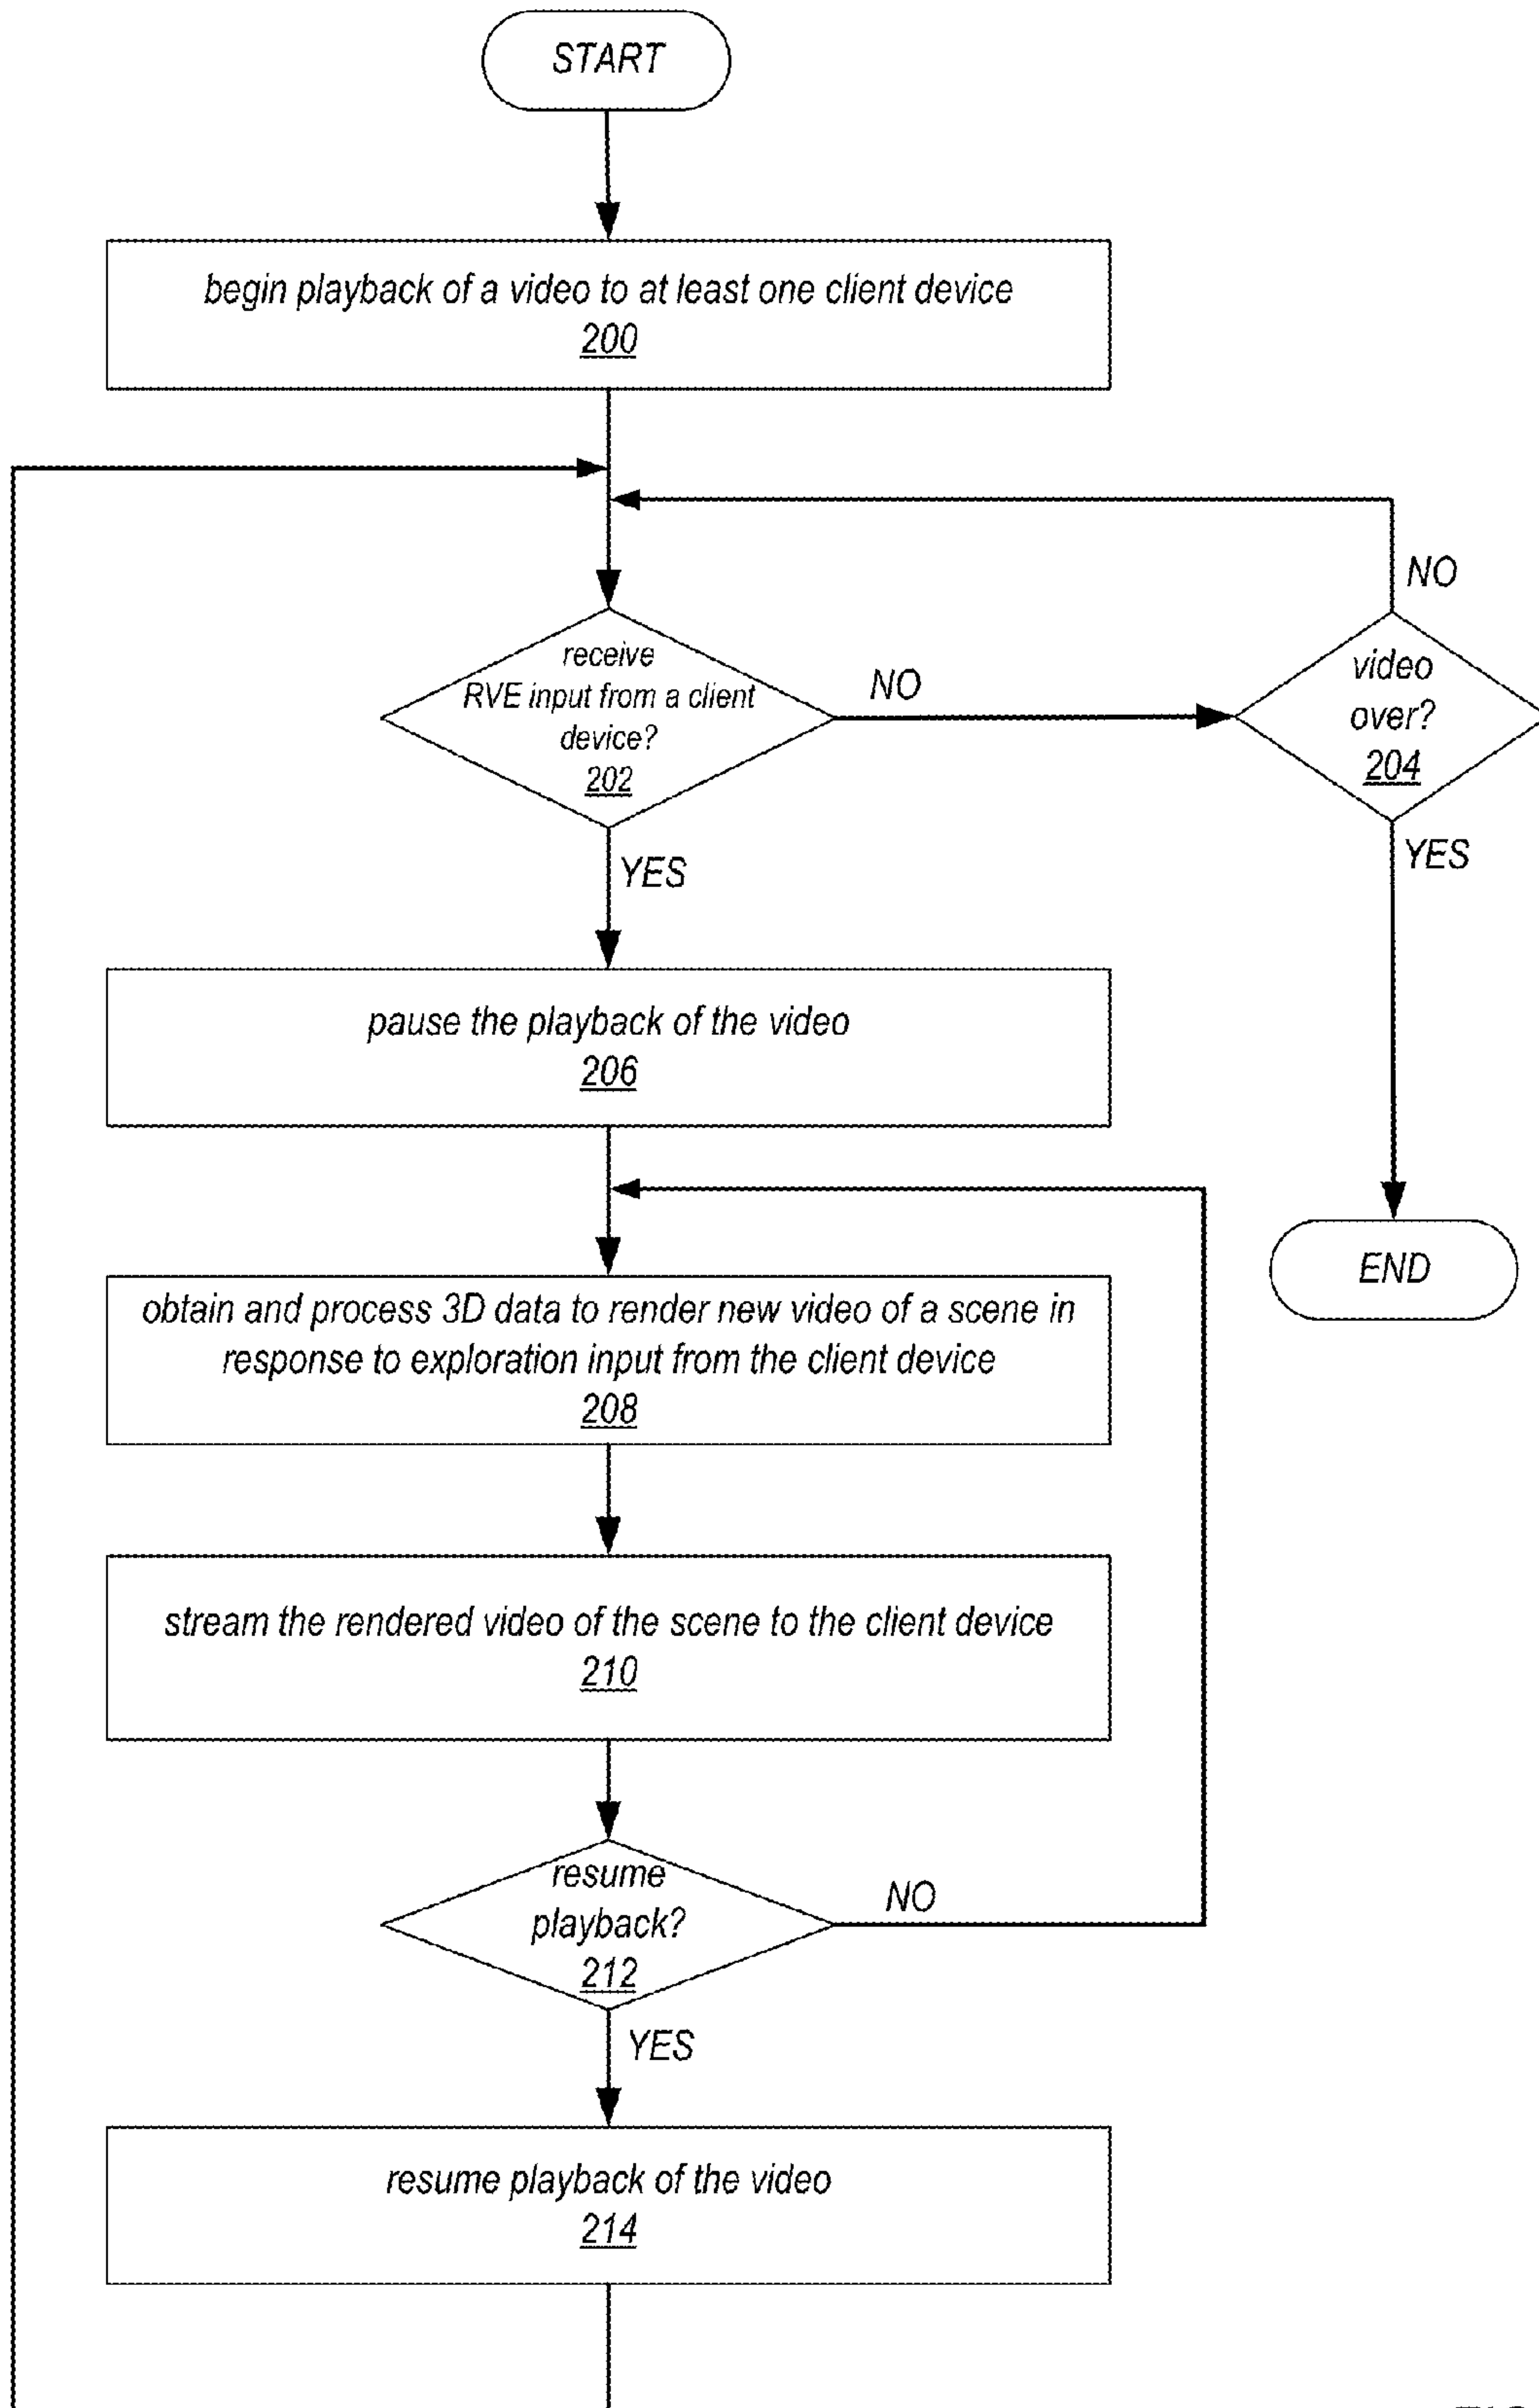 START
begin playback of a video to at least one client device
200
NO
receive
RVE input from a client
device?
202
NO
video
over?
204
YES
YES
pause the playback of the video
206
END
obtain and process 3D data to render new video of a scene in
response to exploration input from the client device
208
stream the rendered video of the scene to the client device
210
resume
playback?
212
NO
YES
resume playback of the video
214